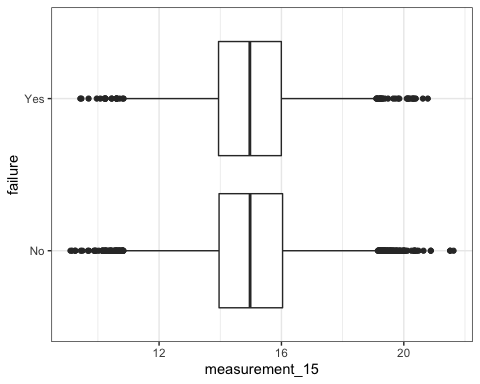 Yes
failure
No
12
16
20
measurement_15